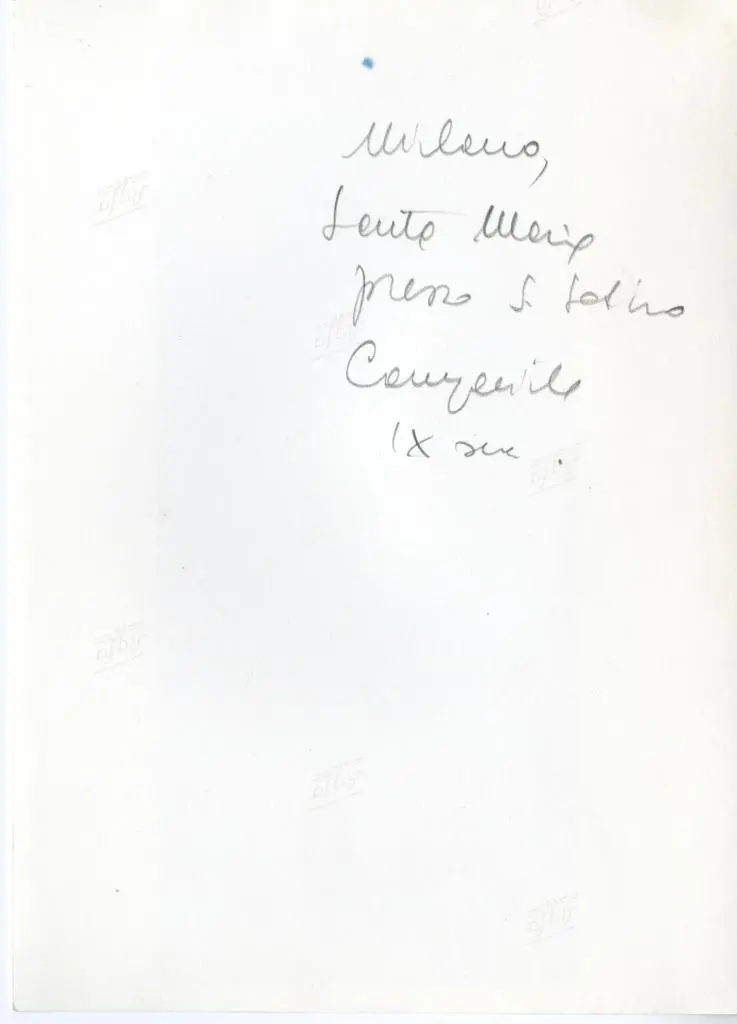 Milano,
Santa Maria
presso S. Satiro
Campanile
IX sec.